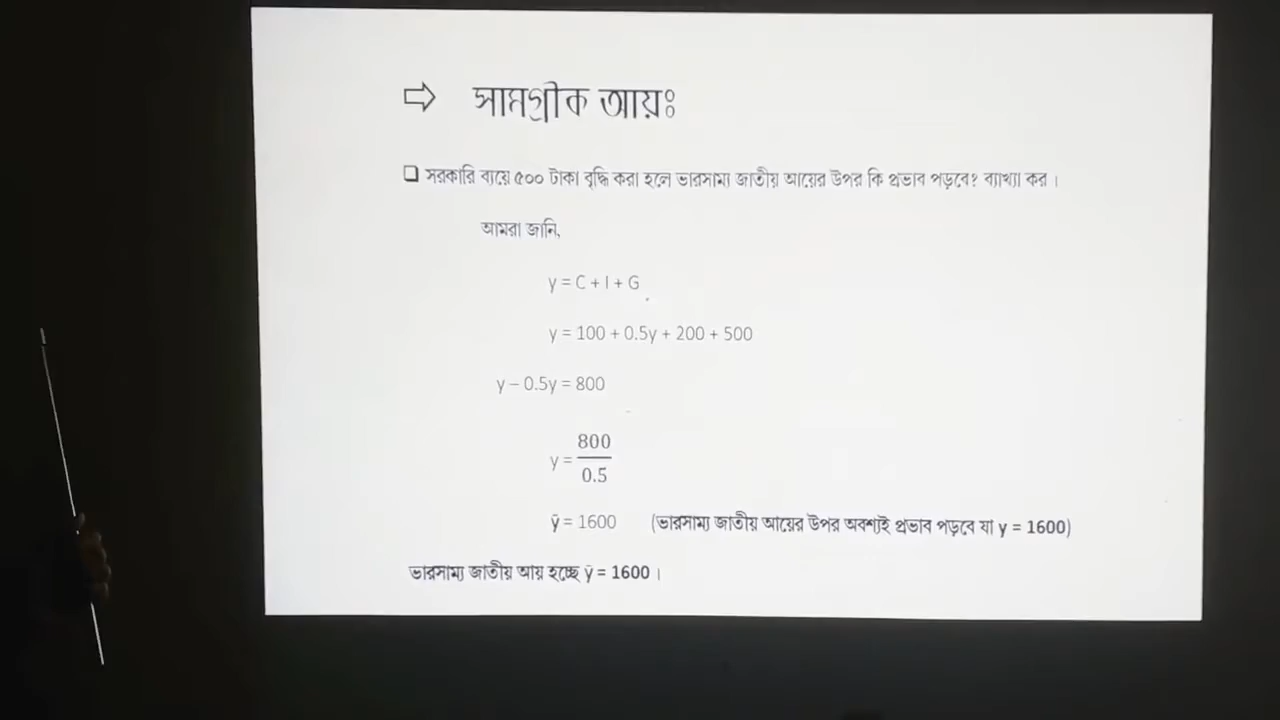 ⇨ সামগ্রীক আয়ঃ
❑ সরকারি ব্যয়ে ৫০০ টাকা বৃদ্ধি করা হলে ভারসাম্য জাতীয় আয়ের উপর কি প্রভাব পড়বে? ব্যাখ্যা কর।
আমরা জানি,
y = C + I + G
y = 100 + 0.5y + 200 + 500
y – 0.5y = 800
y = 800/0.5
ȳ = 1600 (ভারসাম্য জাতীয় আয়ের উপর অবশ্যই প্রভাব পড়বে যা y = 1600)
ভারসাম্য জাতীয় আয় হচ্ছে ȳ = 1600।